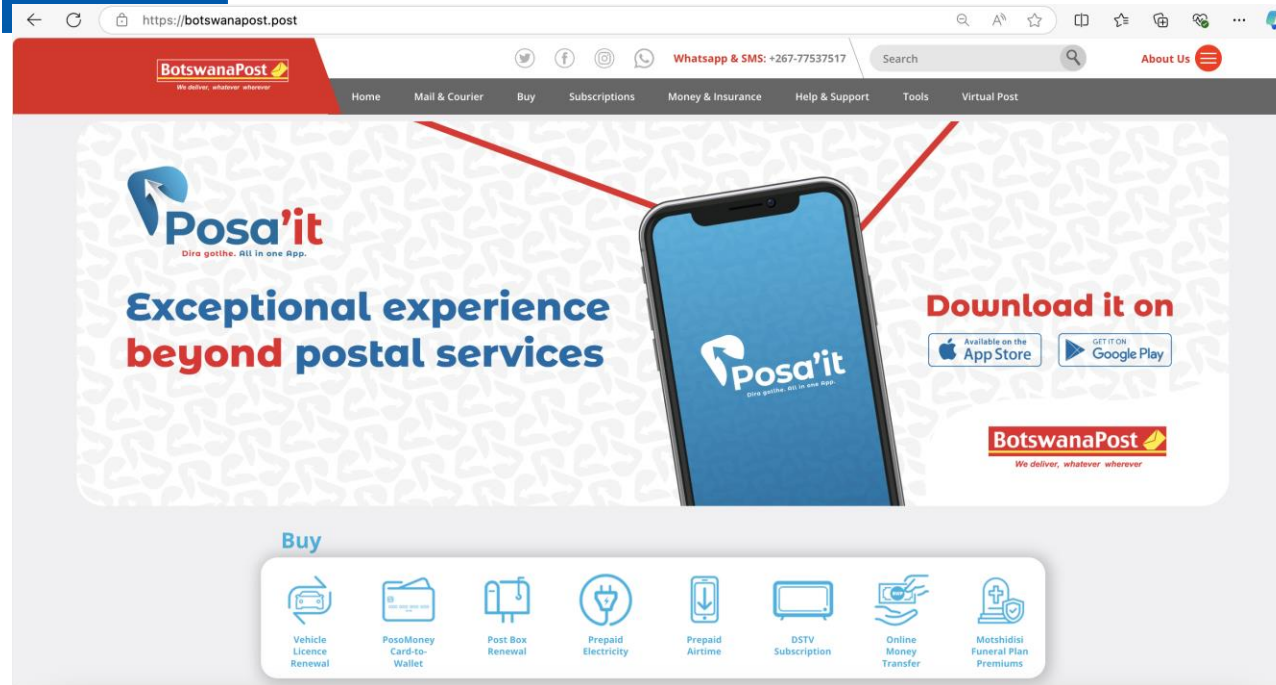 https://botswanapost.post
BotswanaPost
We deliver, whatever wherever
Whatsapp & SMS: +267-77537517
Search
About Us
Home Mail & Courier Buy Subscriptions Money & Insurance Help & Support Tools Virtual Post
Posa'it
Dira gotlhe. All in one App.
Exceptional experience
beyond postal services
Posa'it
Dira gotlhe. All in one App.
Download it on
Available on the
App Store
GET IT ON
Google Play
BotswanaPost
We deliver, whatever wherever
Buy
Vehicle
Licence
Renewal
PosoMoney
Card-to-
Wallet
Post Box
Renewal
Prepaid
Electricity
Prepaid
Airtime
DSTV
Subscription
Online
Money
Transfer
Motshidisi
Funeral Plan
Premiums